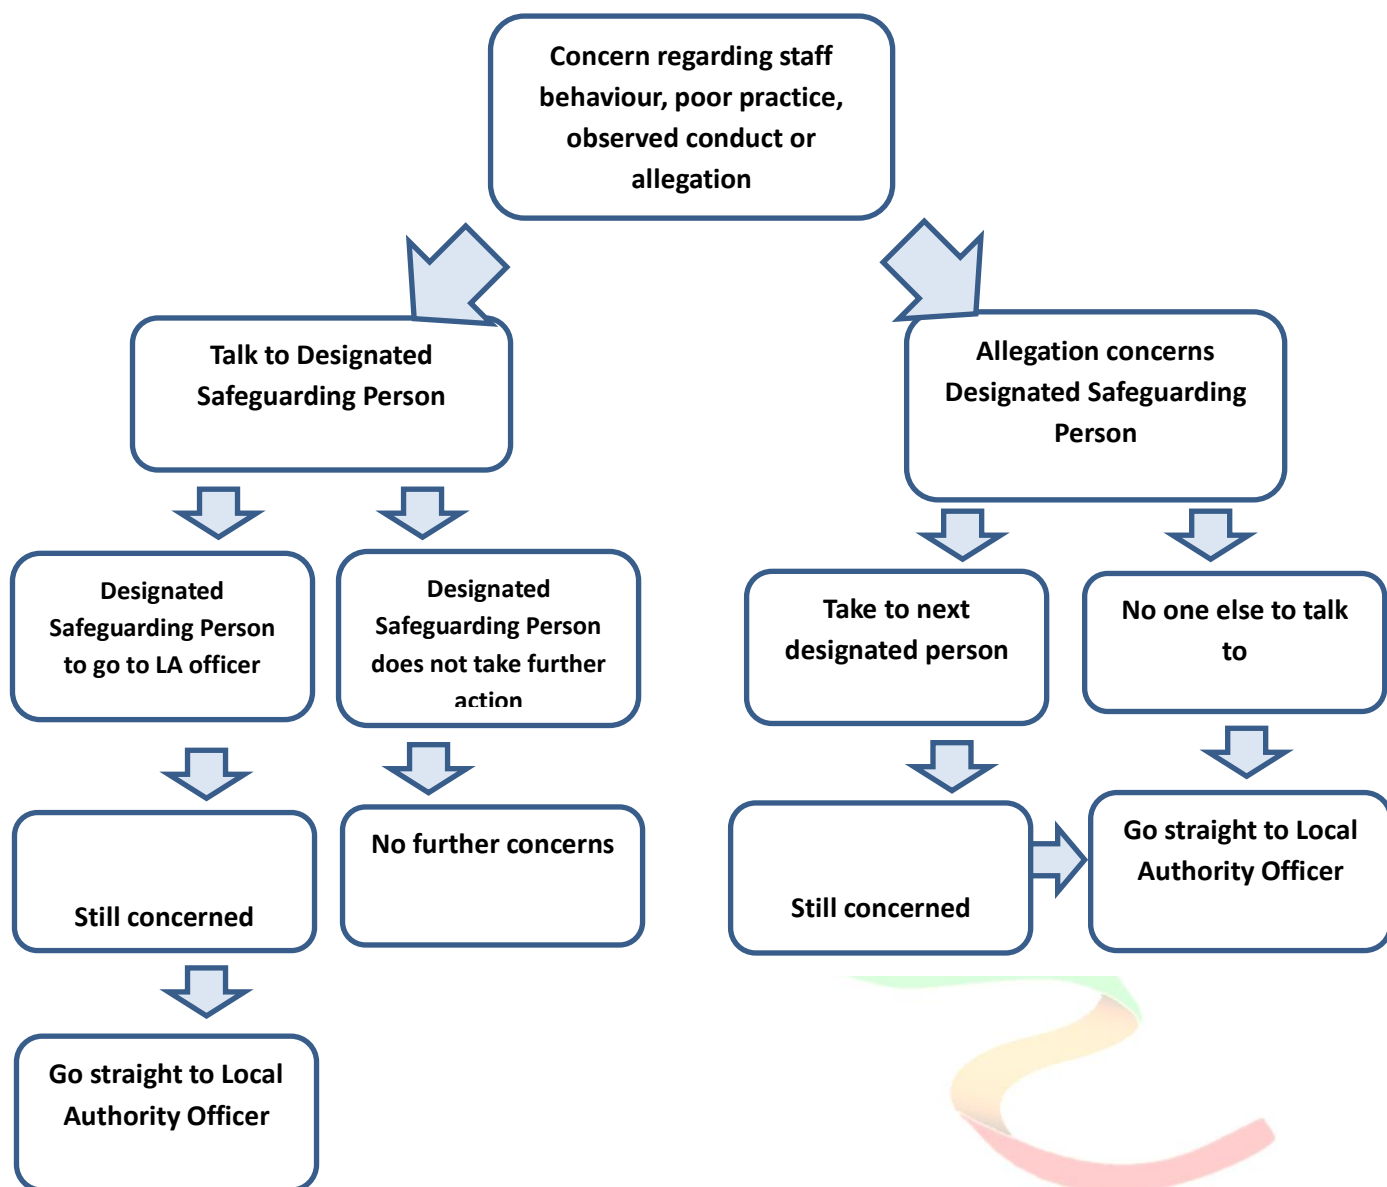 Concern regarding staff
behaviour, poor practice,
observed conduct or
allegation
Talk to Designated
Safeguarding Person
Allegation concerns
Designated Safeguarding
Person
Designated
Safeguarding Person
to go to LA officer
Designated
Safeguarding Person
does not take further
action
Take to next
designated person
No one else to talk
to
Still concerned
No further concerns
Still concerned
Go straight to Local
Authority Officer
Go straight to Local
Authority Officer